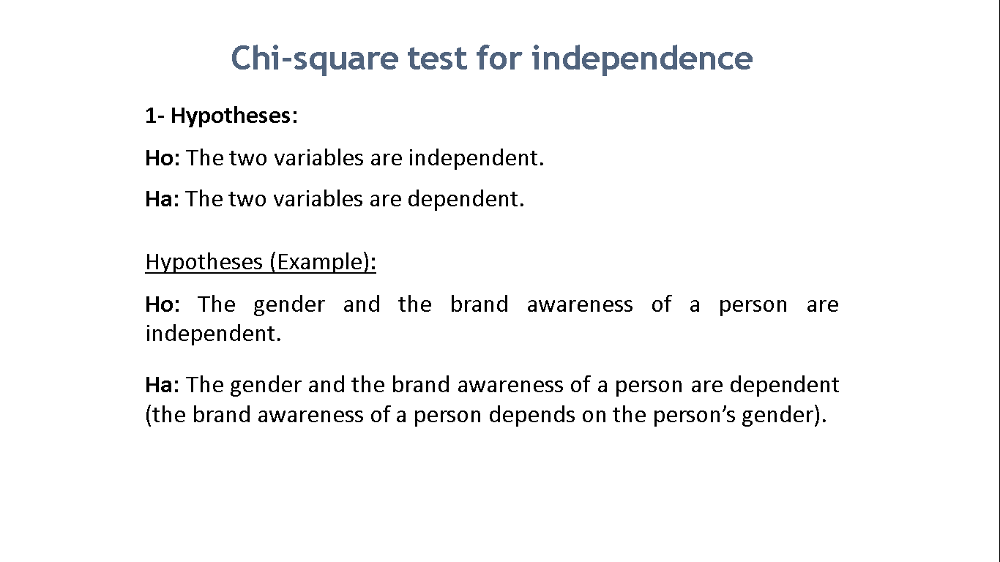 Chi-square test for independence
1- Hypotheses:
Ho: The two variables are independent.
Ha: The two variables are dependent.
Hypotheses (Example):
Ho: The gender and the brand awareness of a person are
independent.
Ha: The gender and the brand awareness of a person are dependent
(the brand awareness of a person depends on the person’s gender).